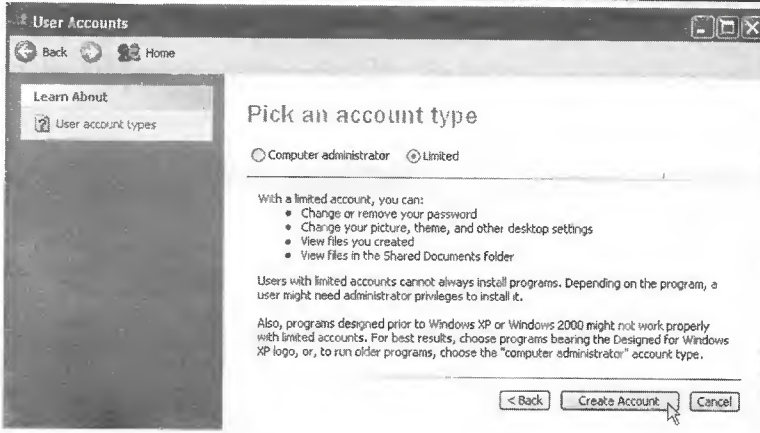 User Accounts
Back Home
Learn About
User account types
Pick an account type
Computer administrator Limited
With a limited account, you can:
• Change or remove your password
• Change your picture, theme, and other desktop settings
• View files you created
• View files in the Shared Documents folder
Users with limited accounts cannot always install programs. Depending on the program, a
user might need administrator privileges to install it.
Also, programs designed prior to Windows XP or Windows 2000 might not work properly
with limited accounts. For best results, choose programs bearing the Designed for Windows
XP logo, or, to run older programs, choose the "computer administrator" account type.
< Back Create Account Cancel